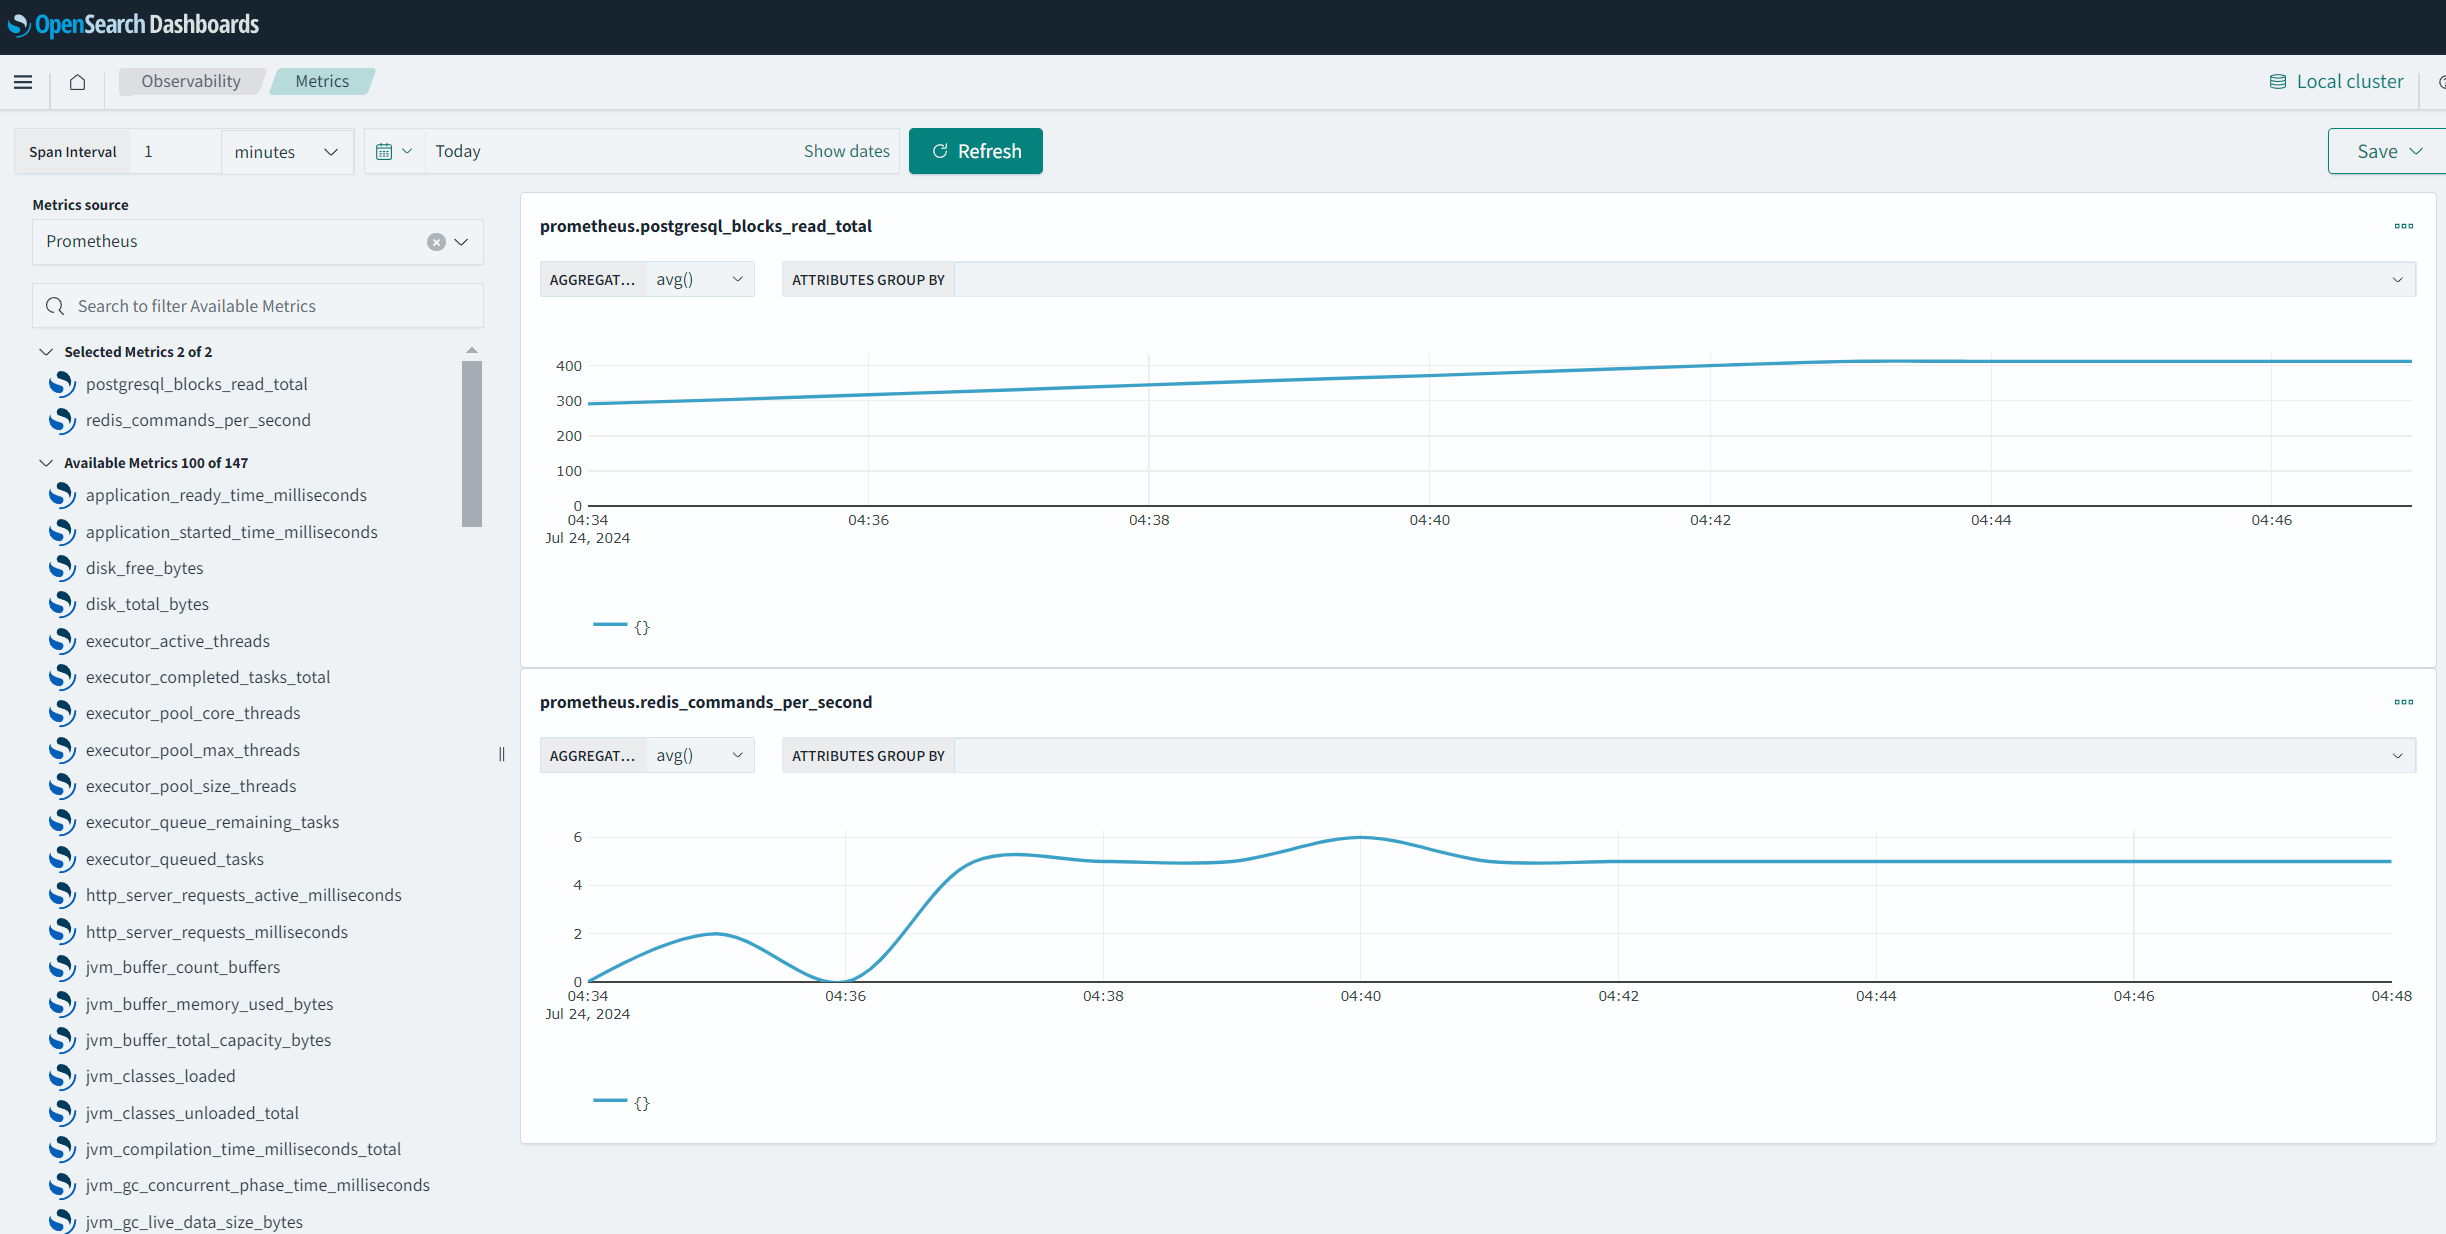 OpenSearch Dashboards
Observability
Metrics
Local cluster
Span Interval
1
minutes
Today
Show dates
Refresh
Save
Metrics source
Prometheus
Search to filter Available Metrics
Selected Metrics 2 of 2
postgresql_blocks_read_total
redis_commands_per_second
Available Metrics 100 of 147
application_ready_time_milliseconds
application_started_time_milliseconds
disk_free_bytes
disk_total_bytes
executor_active_threads
executor_completed_tasks_total
executor_pool_core_threads
executor_pool_max_threads
executor_pool_size_threads
executor_queue_remaining_tasks
executor_queued_tasks
http_server_requests_active_milliseconds
http_server_requests_milliseconds
jvm_buffer_count_buffers
jvm_buffer_memory_used_bytes
jvm_buffer_total_capacity_bytes
jvm_classes_loaded
jvm_classes_unloaded_total
jvm_compilation_time_milliseconds_total
jvm_gc_concurrent_phase_time_milliseconds
jvm_gc_live_data_size_bytes
prometheus.postgresql_blocks_read_total
AGGREGAT...
avg()
ATTRIBUTES GROUP BY
400
300
200
100
0
04:34 04:36 04:38 04:40 04:42 04:44 04:46
Jul 24, 2024
{}
prometheus.redis_commands_per_second
AGGREGAT...
avg()
ATTRIBUTES GROUP BY
6
4
2
0
04:34 04:36 04:38 04:40 04:42 04:44 04:46 04:48
Jul 24, 2024
{}